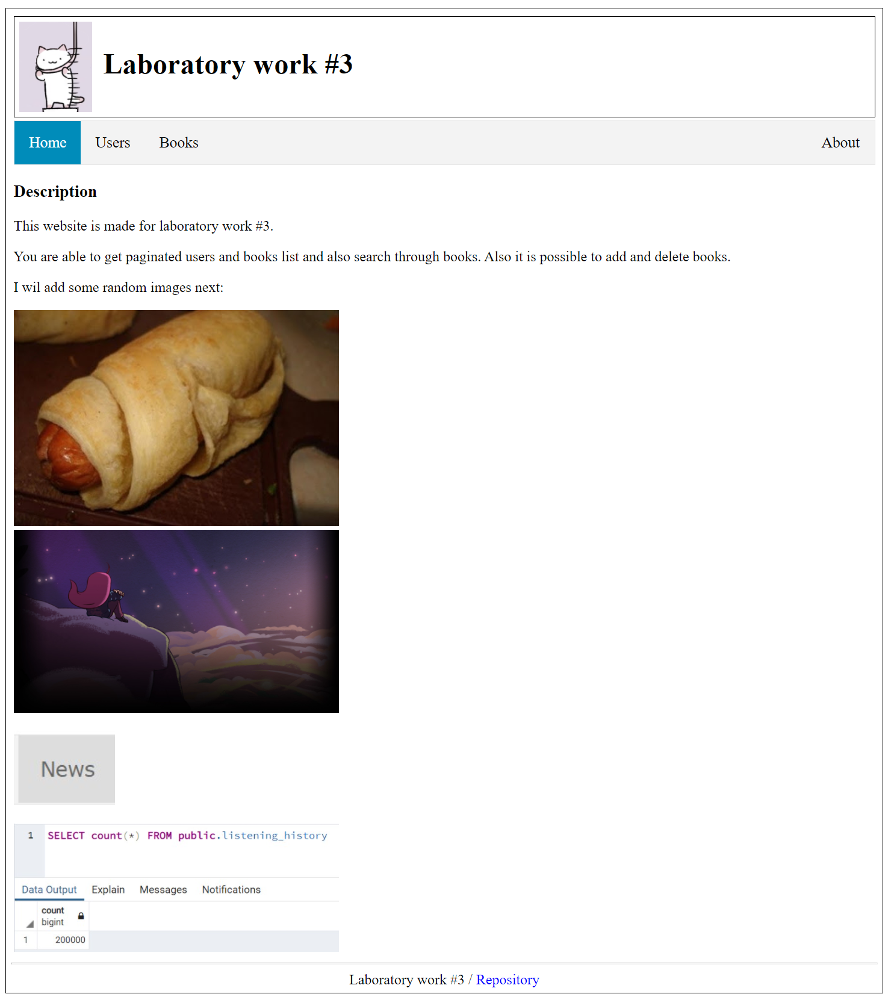 Laboratory work #3
Home Users Books About
Description
This website is made for laboratory work #3.
You are able to get paginated users and books list and also search through books. Also it is possible to add and delete books.
I wil add some random images next:
News
1 SELECT count(*) FROM public.listening_history
Data Output Explain Messages Notifications
count
bigint
1 200000
Laboratory work #3 / Repository